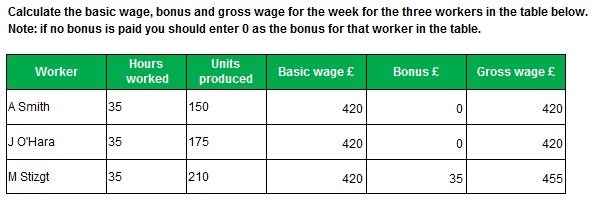 Calculate the basic wage, bonus and gross wage for the week for the three workers in the table below.
Note: if no bonus is paid you should enter 0 as the bonus for that worker in the table.
Worker Hours worked Units produced Basic wage £ Bonus £ Gross wage £
A Smith 35 150 420 0 420
J O'Hara 35 175 420 0 420
M Stizgt 35 210 420 35 455